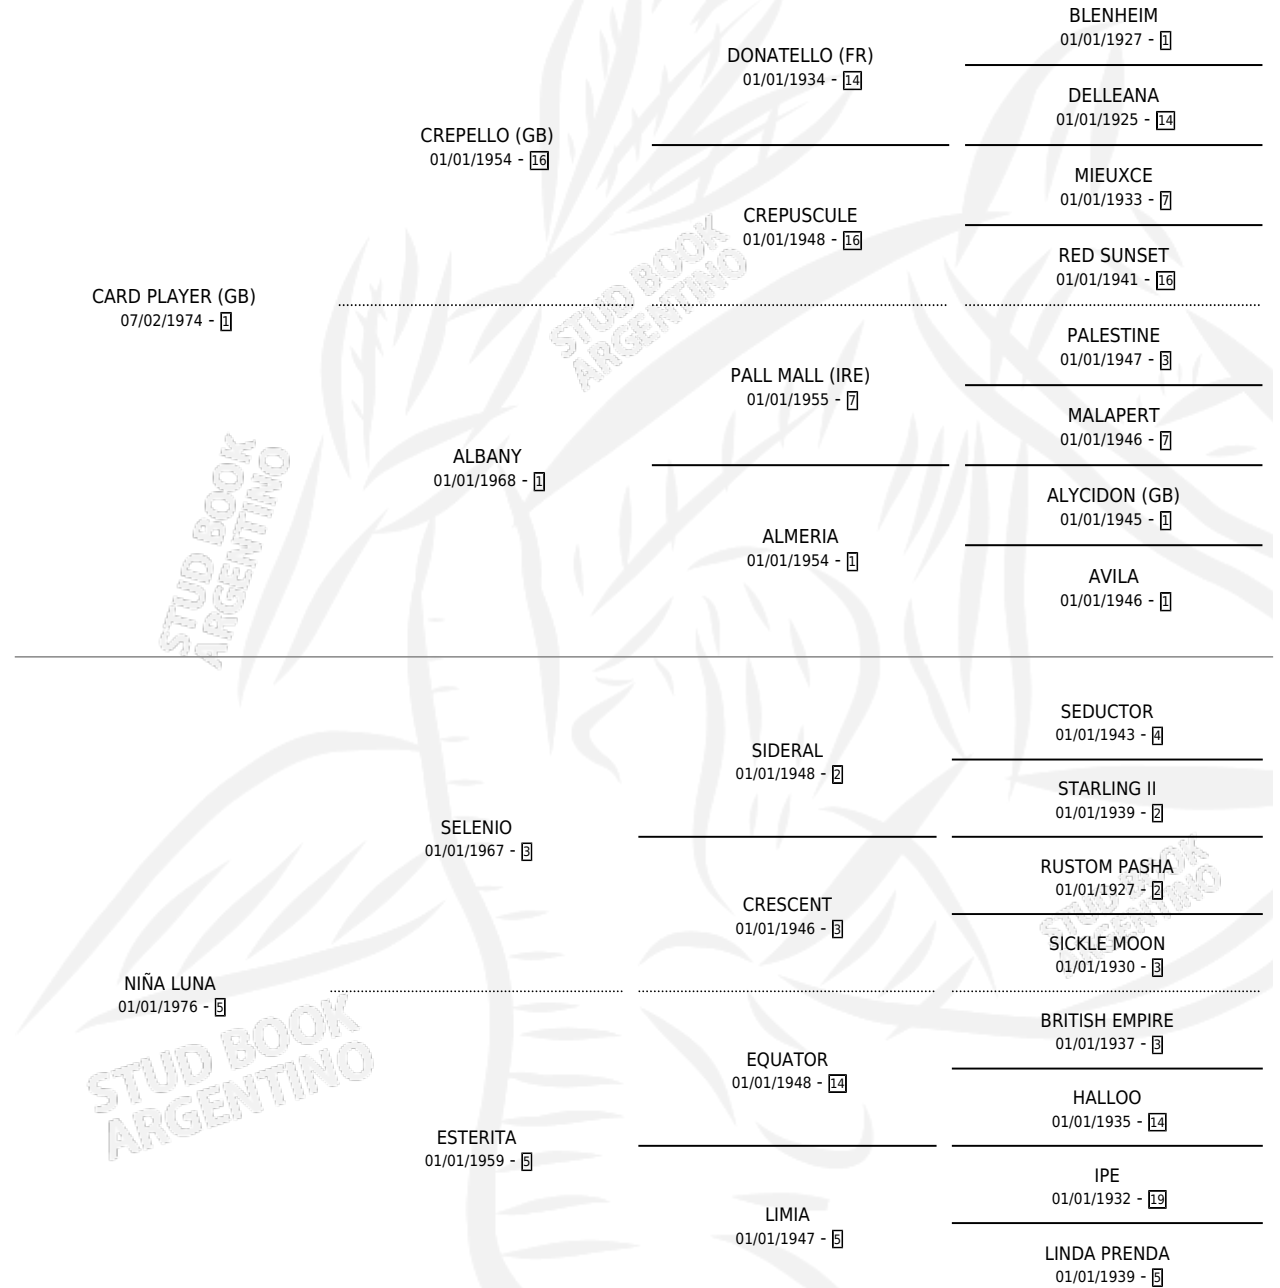 BLENHEIM
01/01/1927 - 1
DONATELLO (FR)
01/01/1934 - 14
DELLEANA
01/01/1925 - 14
CREPELLO (GB)
01/01/1954 - 16
MIEUXCE
01/01/1933 - 7
CREPUSCULE
01/01/1948 - 16
RED SUNSET
01/01/1941 - 16
CARD PLAYER (GB)
07/02/1974 - 1
PALESTINE
01/01/1947 - 3
PALL MALL (IRE)
01/01/1955 - 7
MALAPERT
01/01/1946 - 7
ALBANY
01/01/1968 - 1
ALYCIDON (GB)
01/01/1945 - 1
ALMERIA
01/01/1954 - 1
AVILA
01/01/1946 - 1
SEDUCTOR
01/01/1943 - 4
SIDERAL
01/01/1948 - 2
STARLING II
01/01/1939 - 2
SELENIO
01/01/1967 - 3
RUSTOM PASHA
01/01/1927 - 2
CRESCENT
01/01/1946 - 3
SICKLE MOON
01/01/1930 - 3
NIÑA LUNA
01/01/1976 - 5
BRITISH EMPIRE
01/01/1937 - 3
EQUATOR
01/01/1948 - 14
HALLOO
01/01/1935 - 14
ESTERITA
01/01/1959 - 5
IPE
01/01/1932 - 19
LIMIA
01/01/1947 - 5
LINDA PRENDA
01/01/1939 - 5
STUD BOOK
ARGENTINO
STUD BOOK
ARGENTINO
STUD BOOK
ARGENTINO
STUD BOOK
ARGENTINO